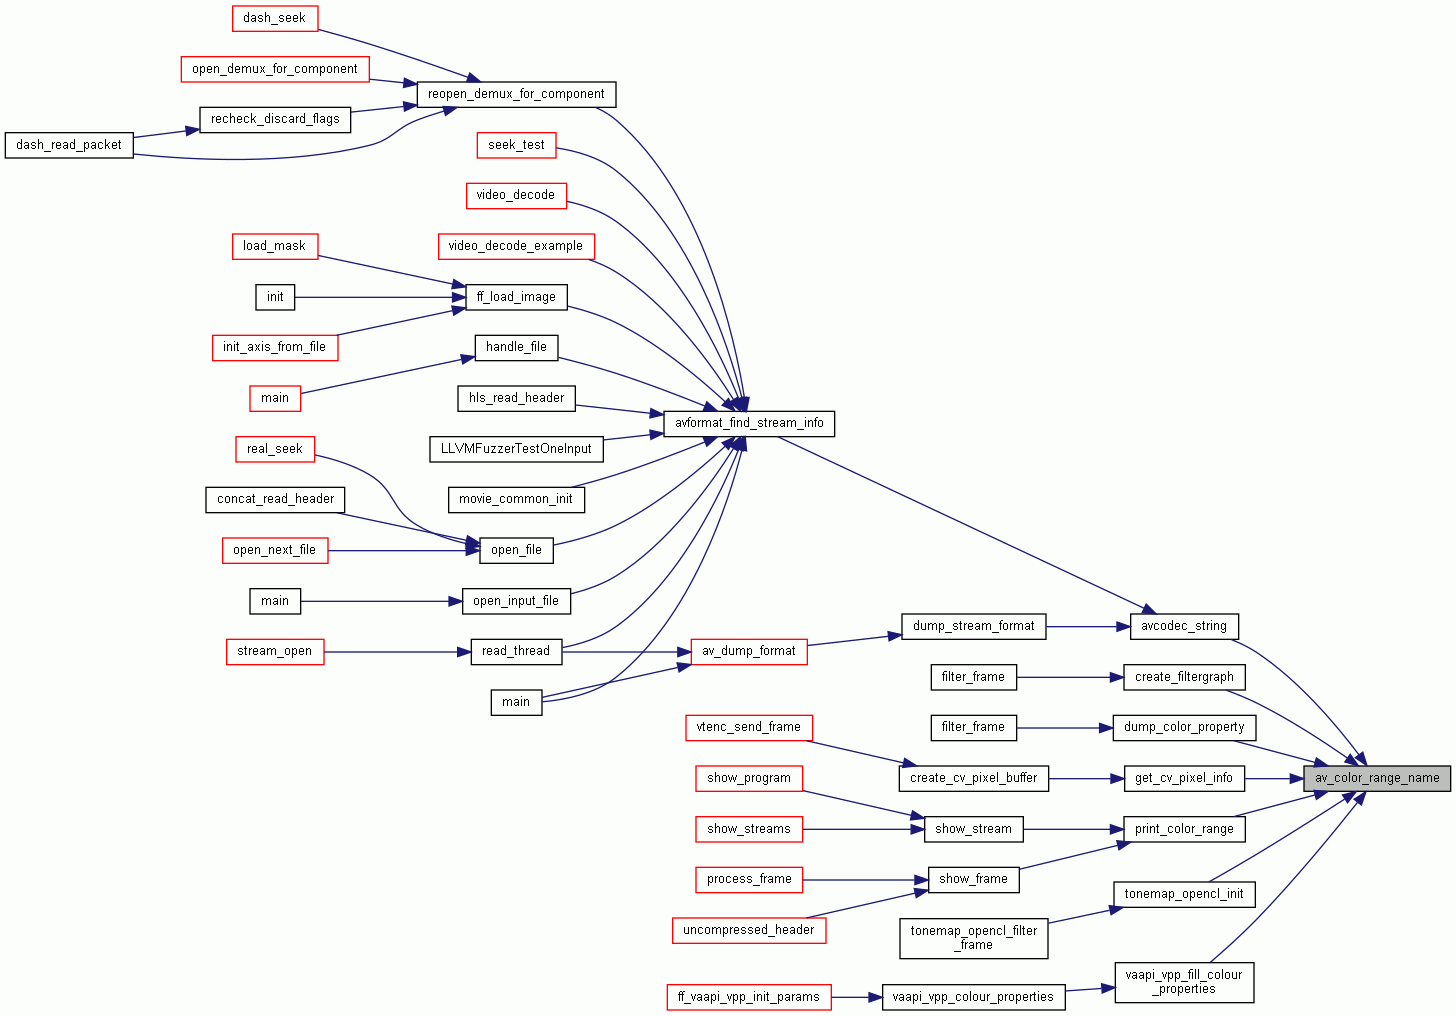 dash_seek
open_demux_for_component
reopen_demux_for_component
recheck_discard_flags
dash_read_packet
seek_test
video_decode
load_mask
video_decode_example
init
ff_load_image
init_axis_from_file
handle_file
main
hls_read_header
avformat_find_stream_info
real_seek
LLVMFuzzerTestOneInput
concat_read_header
movie_common_init
open_next_file
open_file
main
open_input_file
dump_stream_format
avcodec_string
stream_open
read_thread
av_dump_format
filter_frame
create_filtergraph
main
vtenc_send_frame
filter_frame
dump_color_property
show_program
create_cv_pixel_buffer
get_cv_pixel_info
av_color_range_name
show_streams
show_stream
print_color_range
process_frame
show_frame
tonemap_opencl_init
uncompressed_header
tonemap_opencl_filter
_frame
vaapi_vpp_fill_colour
_properties
ff_vaapi_vpp_init_params
vaapi_vpp_colour_properties